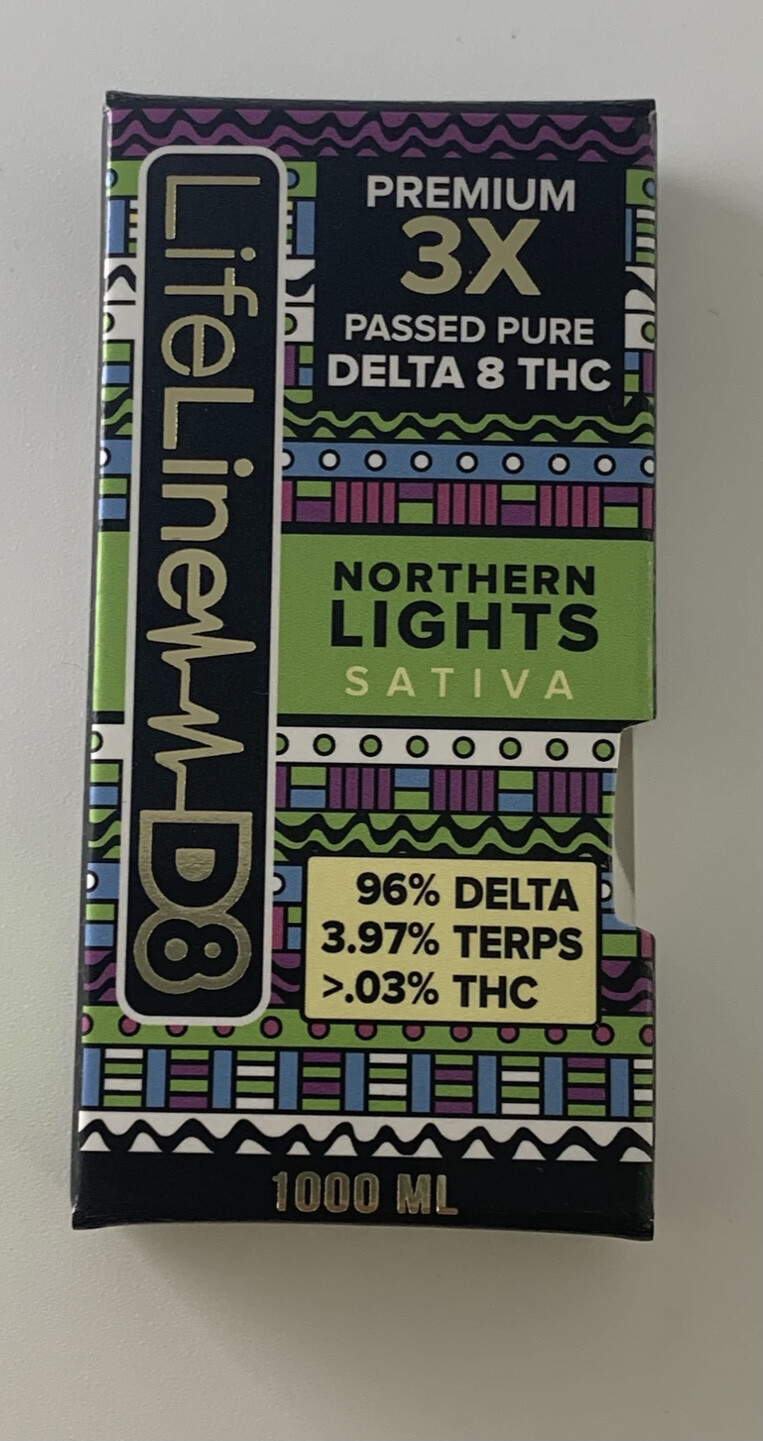 LifeLine D8
PREMIUM
3X
PASSED PURE
DELTA 8 THC
NORTHERN
LIGHTS
SATIVA
96% DELTA
3.97% TERPS
>.03% THC
1000 ML